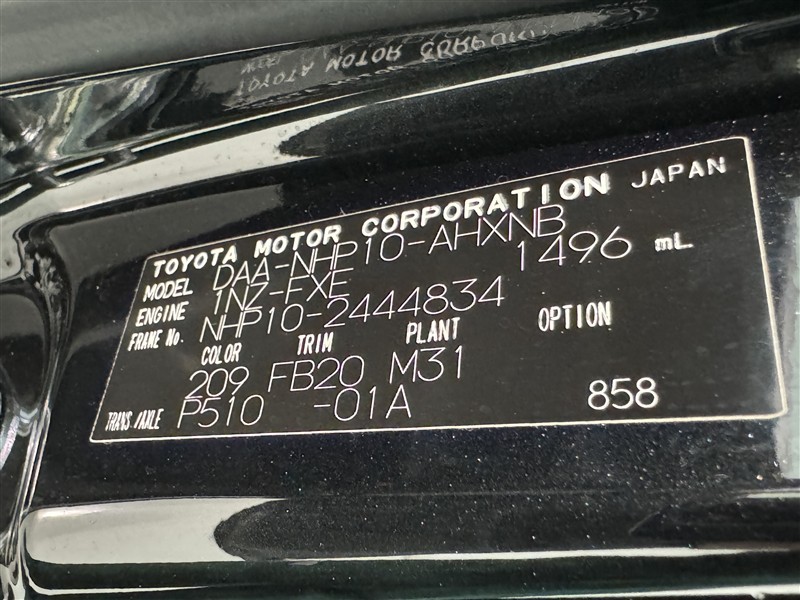 TOYOTA MOTOR CORPORATION JAPAN
MODEL DAA-NHP10-AHXNB
ENGINE 1NZ-FXE 1496 mL
FRAME No. NHP10-2444834
COLOR TRIM PLANT OPTION
209 FB20 M31
TRANS./AXLE P510 -01A 858